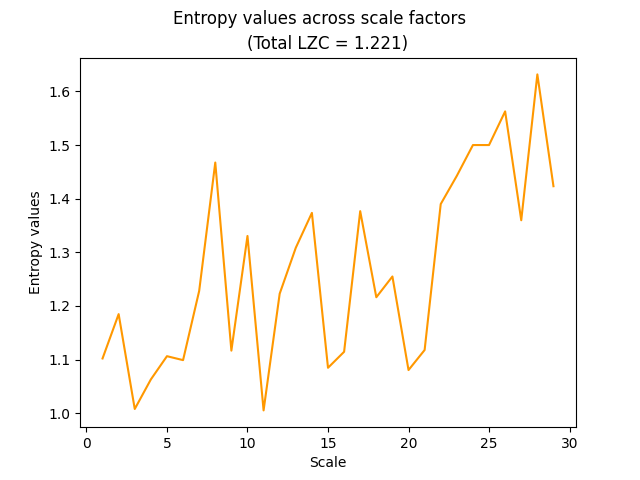 Entropy values across scale factors
(Total LZC = 1.221)
1.6
1.5
1.4
1.3
1.2
1.1
1.0
Entropy values
0 5 10 15 20 25 30
Scale